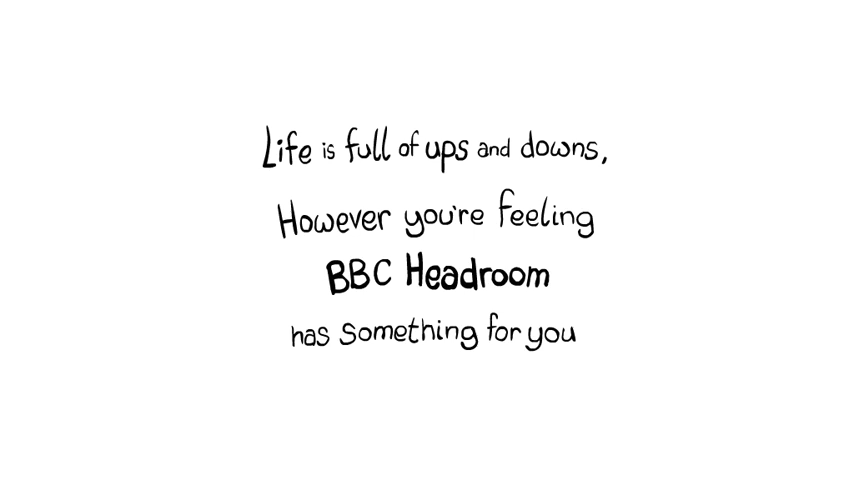 Life is full of ups and downs,
However you're feeling
BBC Headroom
has something for you